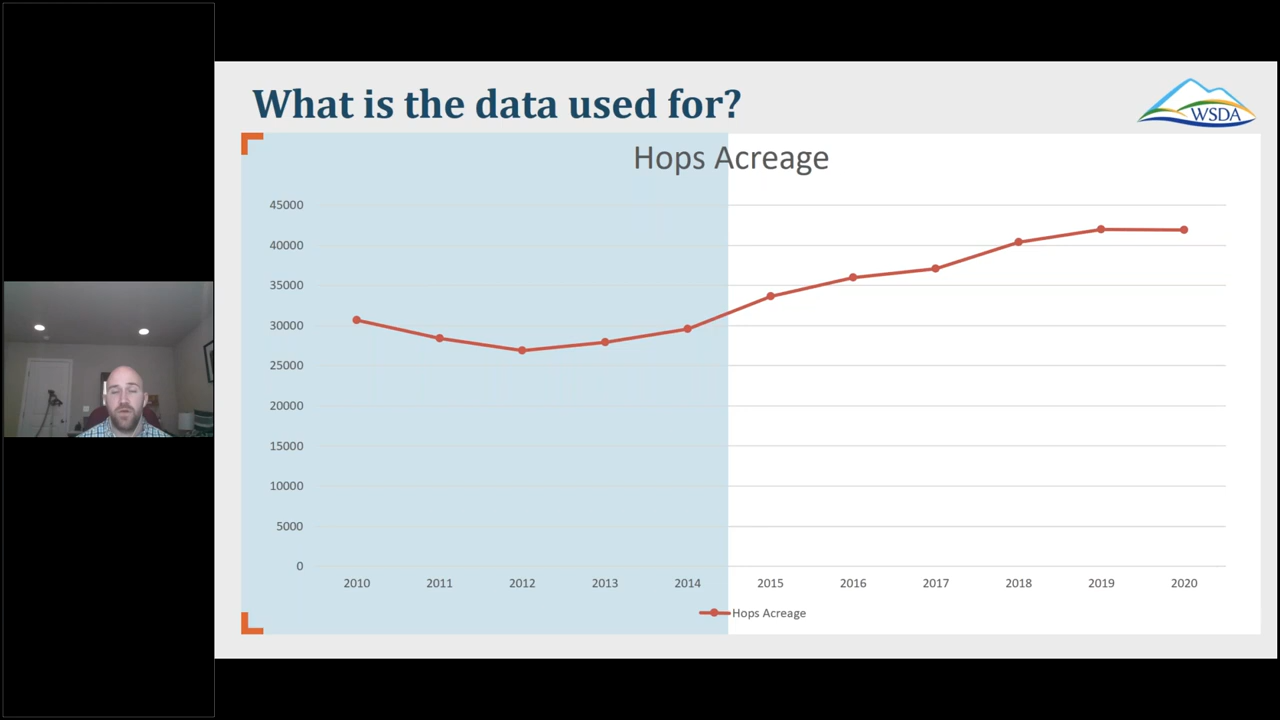 What is the data used for?
WSDA
Hops Acreage
45000
40000
35000
30000
25000
20000
15000
10000
5000
0
2010 2011 2012 2013 2014 2015 2016 2017 2018 2019 2020
Hops Acreage